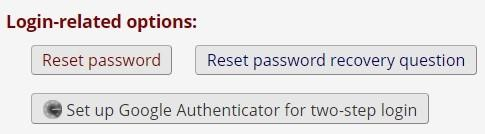 Login-related options:
Reset password Reset password recovery question
Set up Google Authenticator for two-step login